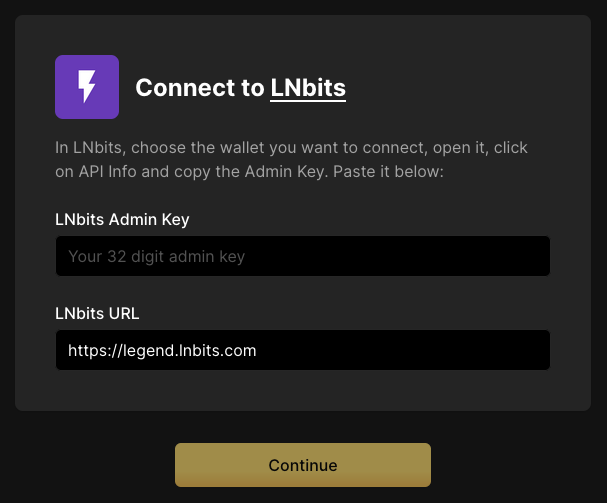 Connect to LNbits
In LNbits, choose the wallet you want to connect, open it, click
on API Info and copy the Admin Key. Paste it below:
LNbits Admin Key
Your 32 digit admin key
LNbits URL
https://legend.lnbits.com
Continue